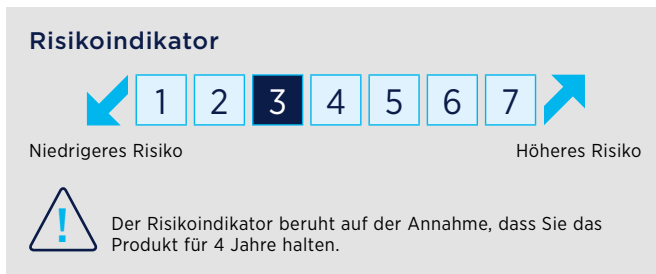 Risikoindikator
1 2 3 4 5 6 7
Niedrigeres Risiko Höheres Risiko
! Der Risikoindikator beruht auf der Annahme, dass Sie das
Produkt für 4 Jahre halten.